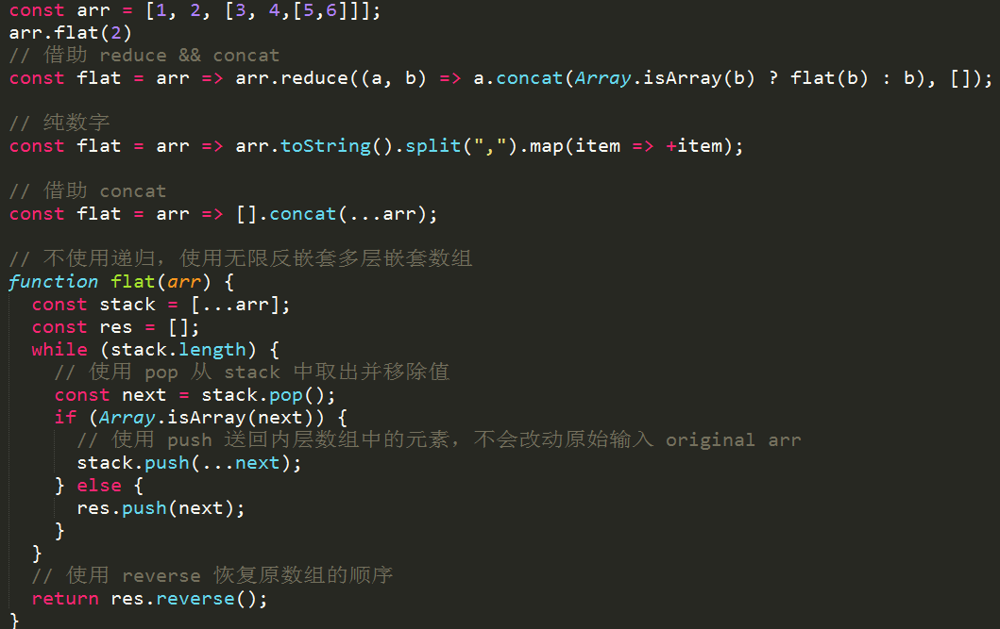 const arr = [1, 2, [3, 4,[5,6]]];
arr.flat(2)
// 借助 reduce && concat
const flat = arr => arr.reduce((a, b) => a.concat(Array.isArray(b) ? flat(b) : b), []);
// 纯数字
const flat = arr => arr.toString().split(",").map(item => +item);
// 借助 concat
const flat = arr => [].concat(...arr);
// 不使用递归，使用无限反嵌套多层嵌套数组
function flat(arr) {
  const stack = [...arr];
  const res = [];
  while (stack.length) {
    // 使用 pop 从 stack 中取出并移除值
    const next = stack.pop();
    if (Array.isArray(next)) {
      // 使用 push 送回内层数组中的元素，不会改动原始输入 original arr
      stack.push(...next);
    } else {
      res.push(next);
    }
  }
  // 使用 reverse 恢复原数组的顺序
  return res.reverse();
}